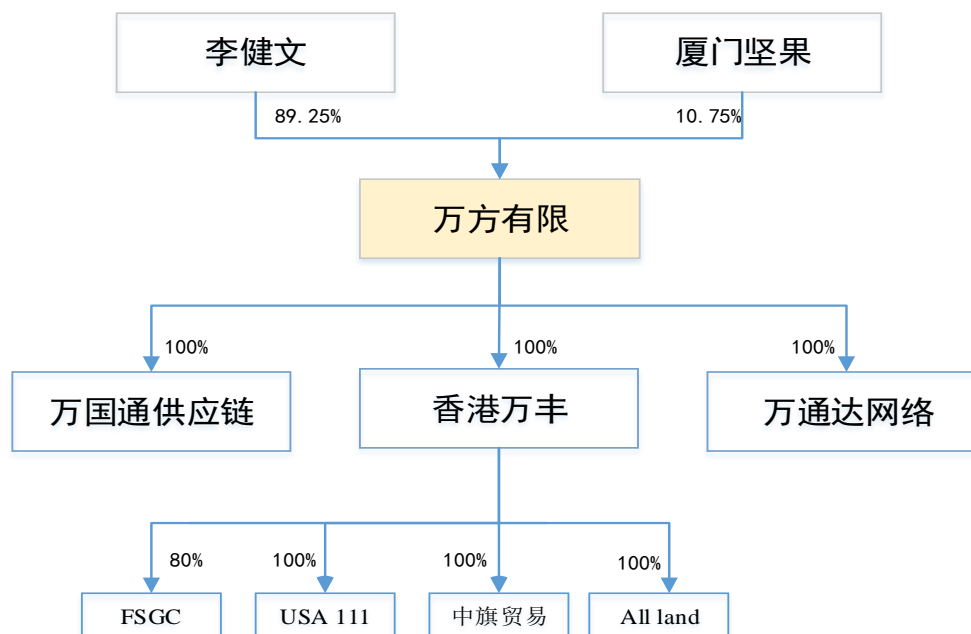 李健文
厦门坚果
89.25%
10.75%
万方有限
100%
100%
100%
万国通供应链
香港万丰
万通达网络
80%
100%
100%
100%
FSGC
USA 111
中旗贸易
All land